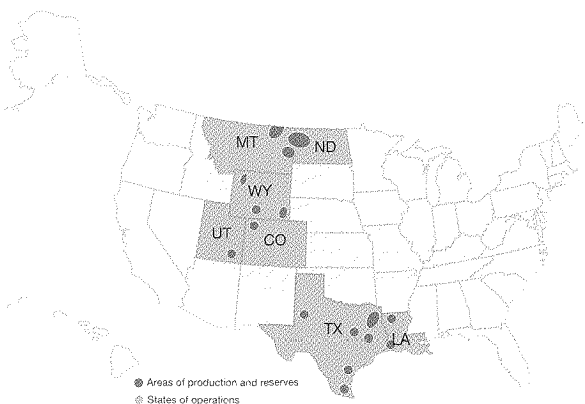 MT
ND
WY
UT
CO
TX
LA
Areas of production and reserves
States of operations